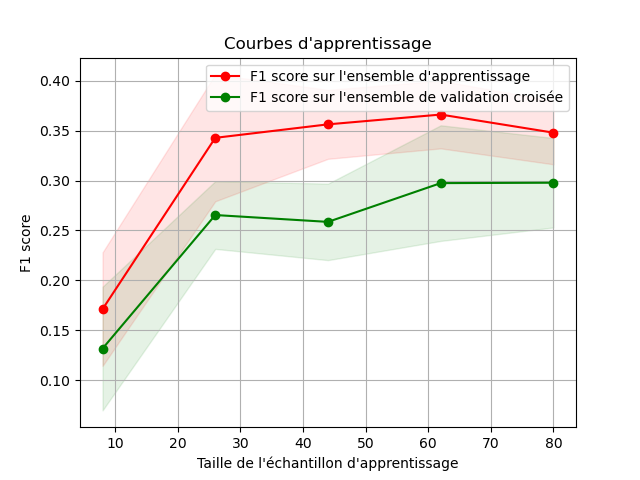 Courbes d'apprentissage
F1 score sur l'ensemble d'apprentissage
F1 score sur l'ensemble de validation croisée
0.40
0.35
0.30
0.25
0.20
0.15
0.10
F1 score
10 20 30 40 50 60 70 80
Taille de l'échantillon d'apprentissage